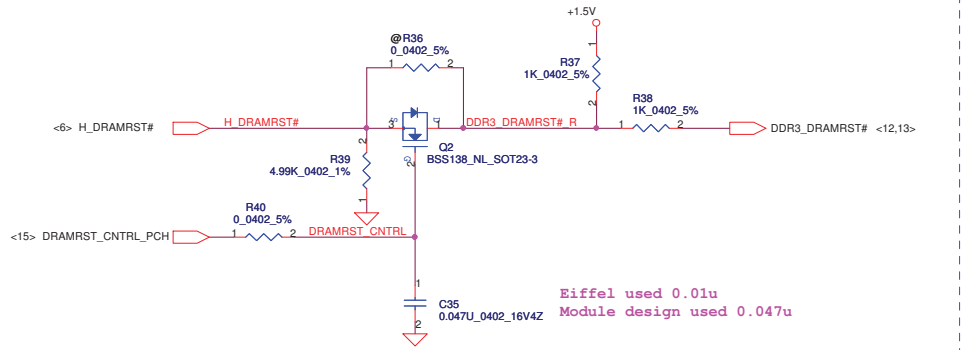 +1.5V
@R36
0_0402_5%
1 2
R37
1K_0402_5%
1
2
R38
1K_0402_5%
1 2
<6> H_DRAMRST#
H_DRAMRST#
3
S
D
1
DDR3_DRAMRST#_R
DDR3_DRAMRST# <12,13>
Q2
BSS138_NL_SOT23-3
G
2
2
R39
4.99K_0402_1%
1
R40
0_0402_5%
<15> DRAMRST_CNTRL_PCH
1 2
DRAMRST_CNTRL
1
C35
0.047U_0402_16V4Z
2
Eiffel used 0.01u
Module design used 0.047u